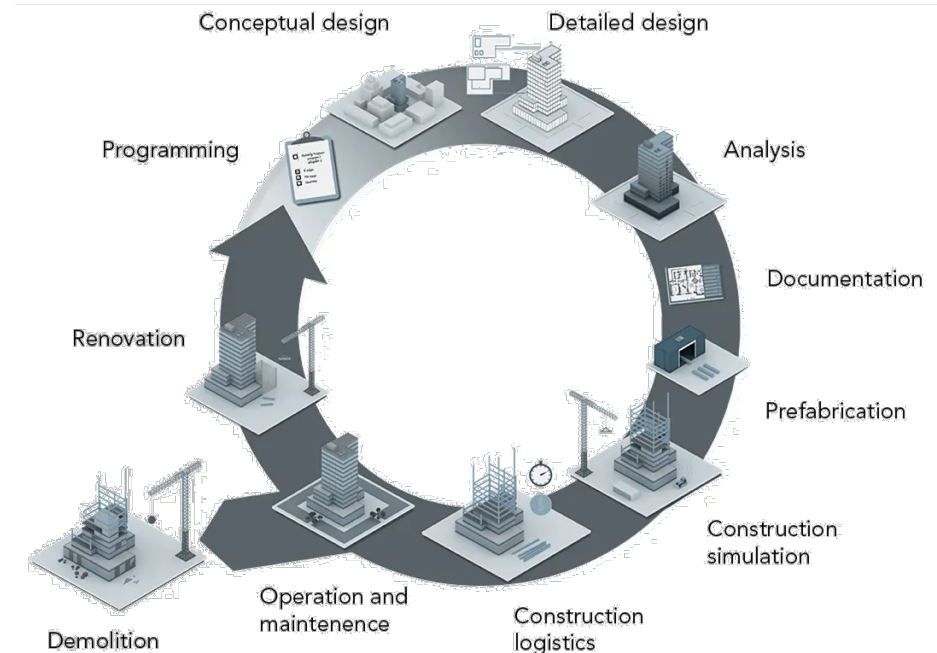 Conceptual design
Detailed design
Programming
Analysis
Documentation
Renovation
Prefabrication
Construction
simulation
Operation and
maintenence
Construction
logistics
Demolition